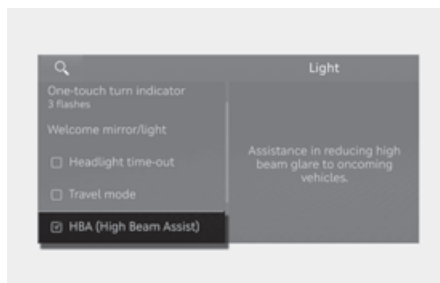 Light
One-touch turn indicator
3 flashes
Welcome mirror/light
Headlight time-out
Travel mode
HBA (High Beam Assist)
Assistance in reducing high
beam glare to oncoming
vehicles.